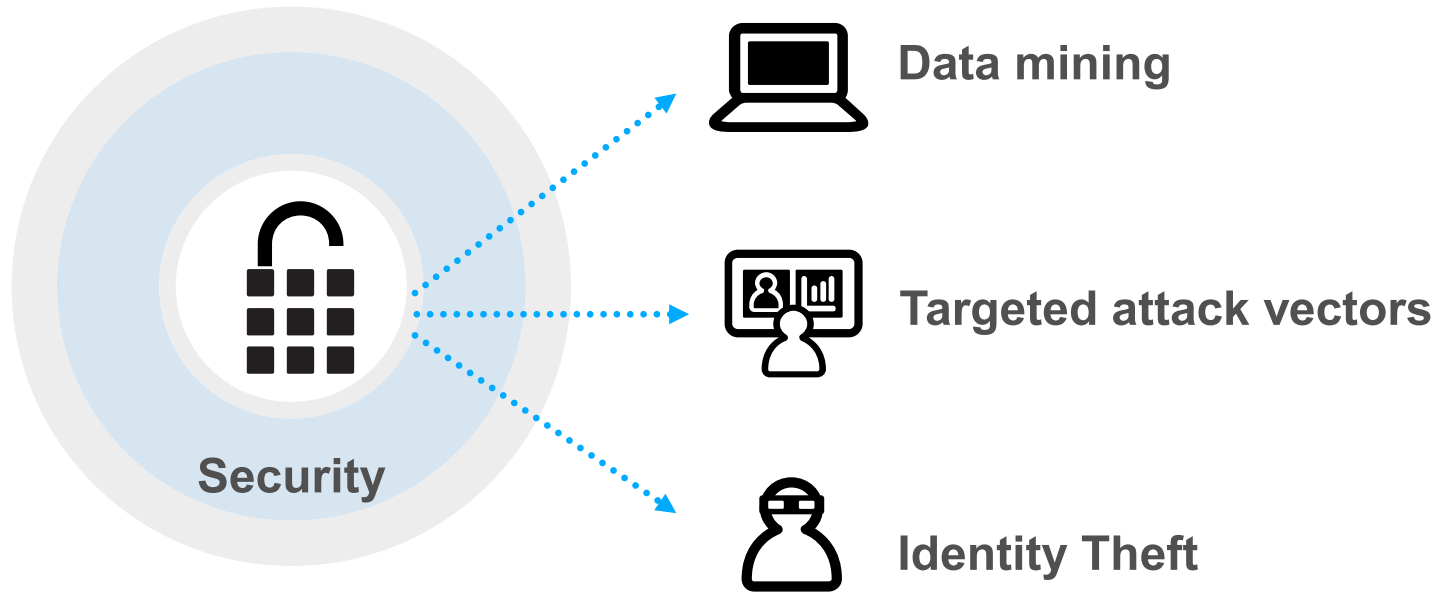 Data mining
Targeted attack vectors
Security
Identity Theft